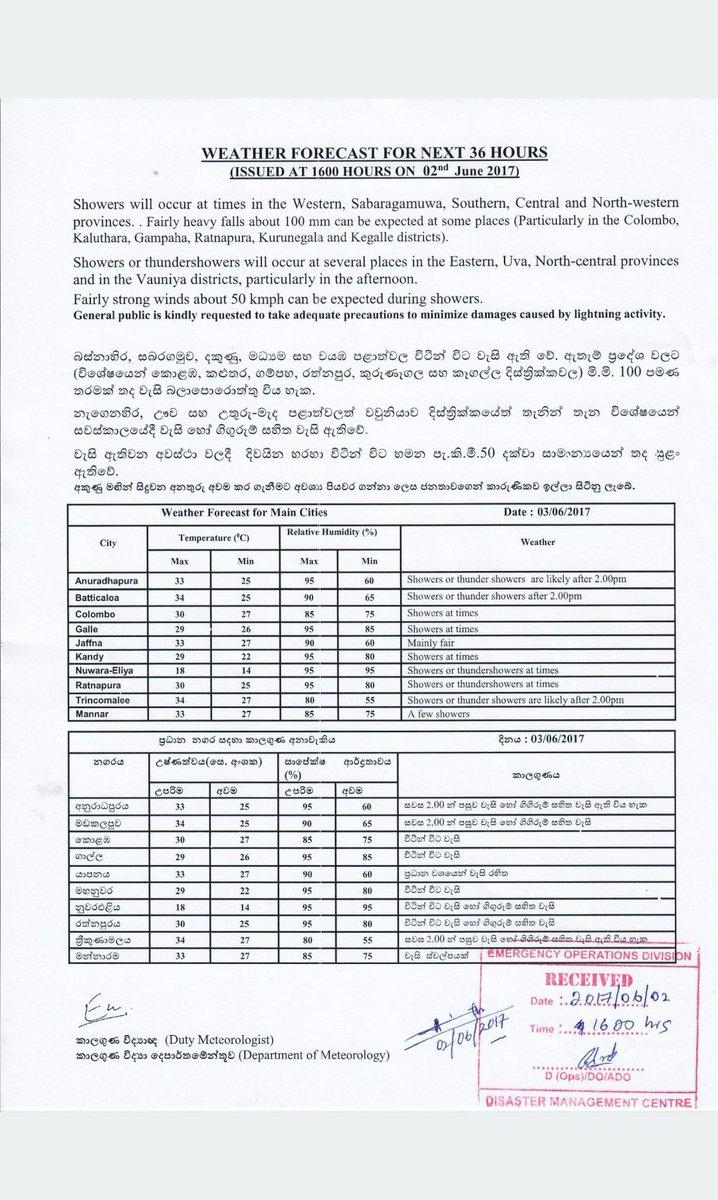 WEATHER FORECAST FOR NEXT 36 HOURS
(ISSUED AT 1600 HOURS ON 02nd June 2017)
Showers will occur at times in the Western, Sabaragamuwa, Southern, Central and North-western
provinces. . Fairly heavy falls about 100 mm can be expected at some places (Particularly in the Colombo,
Kaluthara, Gampaha, Ratnapura, Kurunegala and Kegalle districts).
Showers or thundershowers will occur at several places in the Eastern, Uva, North-central provinces
and in the Vauniya districts, particularly in the afternoon.
Fairly strong winds about 50 kmph can be expected during showers.
General public is kindly requested to take adequate precautions to minimize damages caused by lightning activity.
බස්නාහිර, සබරගමුව, දකුණු, මධ්‍යම සහ වයඹ පළාත්වල විටින් විට වැසි ඇති වේ. ඇතැම් ප්‍රදේශ වලට
(විශේෂයෙන් කොළඹ, කළුතර, ගම්පහ, රත්නපුර, කුරුණෑගල සහ කෑගල්ල දිස්ත්‍රික්කවල) මි.මී. 100 පමණ
තරමක් තද වැසි බලාපොරොත්තු විය හැක.
නැගෙනහිර, ඌව සහ උතුරු-මැද පළාත්වලත් වවුනියාව දිස්ත්‍රික්කයේත් තැනින් තැන විශේෂයෙන්
සවස්කාලයේදී වැසි හෝ ගිගුරුම් සහිත වැසි ඇතිවේ.
වැසි ඇතිවන අවස්ථා වලදී දිවයින හරහා විටින් විට හමන පැ.කි.මී.50 දක්වා සාමාන්‍යයෙන් තද සුළං
ඇතිවේ.
අකුණු මඟින් සිදුවන අනතුරු අවම කර ගැනීමට අවශ්‍ය පියවර ගන්නා ලෙස ජනතාවගෙන් කාරුණිකව ඉල්ලා සිටිනු ලැබේ.
Weather Forecast for Main Cities Date : 03/06/2017
City Temperature (⁰C) Relative Humidity (%) Weather
Max Min Max Min
Anuradhapura 33 25 95 60 Showers or thunder showers are likely after 2.00pm
Batticaloa 34 25 90 65 Showers or thunder showers after 2.00pm
Colombo 30 27 85 75 Showers at times
Galle 29 26 95 85 Showers at times
Jaffna 33 27 90 60 Mainly fair
Kandy 29 22 95 80 Showers at times
Nuwara-Eliya 18 14 95 95 Showers or thundershowers at times
Ratnapura 30 25 95 80 Showers or thundershowers at times
Trincomalee 34 27 80 55 Showers or thunder showers are likely after 2.00pm
Mannar 33 27 85 75 A few showers
ප්‍රධාන නගර සඳහා කාලගුණ අනාවැකිය දිනය : 03/06/2017
නගරය උෂ්ණත්වය(සෙ. අංශක) සාපේක්ෂ ආර්ද්‍රතාවය (%) කාලගුණය
උපරිම අවම උපරිම අවම
අනුරාධපුරය 33 25 95 60 සවස 2.00 න් පසුව වැසි හෝ ගිගිරුම් සහිත වැසි ඇති විය හැක
මඩකලපුව 34 25 90 65 සවස 2.00 න් පසුව වැසි හෝ ගිගිරුම් සහිත වැසි
කොළඹ 30 27 85 75 විටින් විට වැසි
ගාල්ල 29 26 95 85 විටින් විට වැසි
යාපනය 33 27 90 60 ප්‍රධාන වශයෙන් වැසි රහිත
මහනුවර 29 22 95 80 විටින් විට වැසි
නුවරඑළිය 18 14 95 95 විටින් විට වැසි හෝ ගිගුරුම් සහිත වැසි
රත්නපුරය 30 25 95 80 විටින් විට වැසි හෝ ගිගුරුම් සහිත වැසි
ත්‍රීකුණාමලය 34 27 80 55 සවස 2.00 න් පසුව වැසි හෝ ගිගිරුම් සහිත වැසි ඇති විය හැක
මන්නාරම 33 27 85 75 වැසි ස්වල්පයක්
EMERGENCY OPERATIONS DIVISION
RECEIVED
Date : 2017/06/02
Time : 1600 hrs
D (Ops)/DO/ADO
DISASTER MANAGEMENT CENTRE
02/06/2017
කාලගුණ විද්‍යාඥ (Duty Meteorologist)
කාලගුණ විද්‍යා දෙපාර්තමේන්තුව (Department of Meteorology)